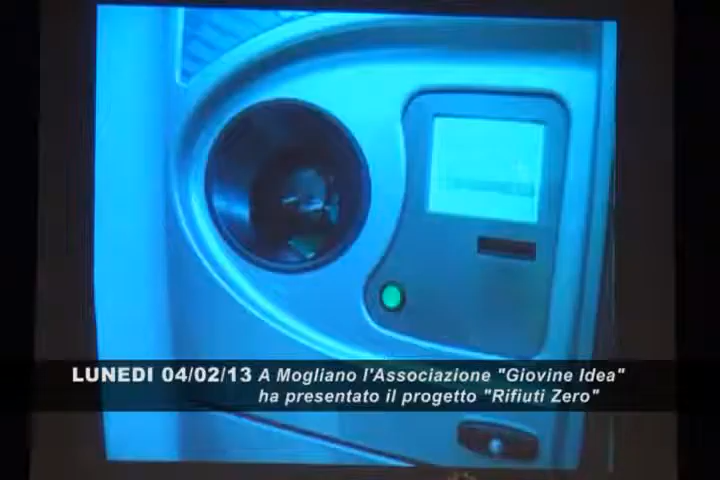 LUNEDI 04/02/13 A Mogliano l'Associazione "Giovine Idea"
ha presentato il progetto "Rifiuti Zero"